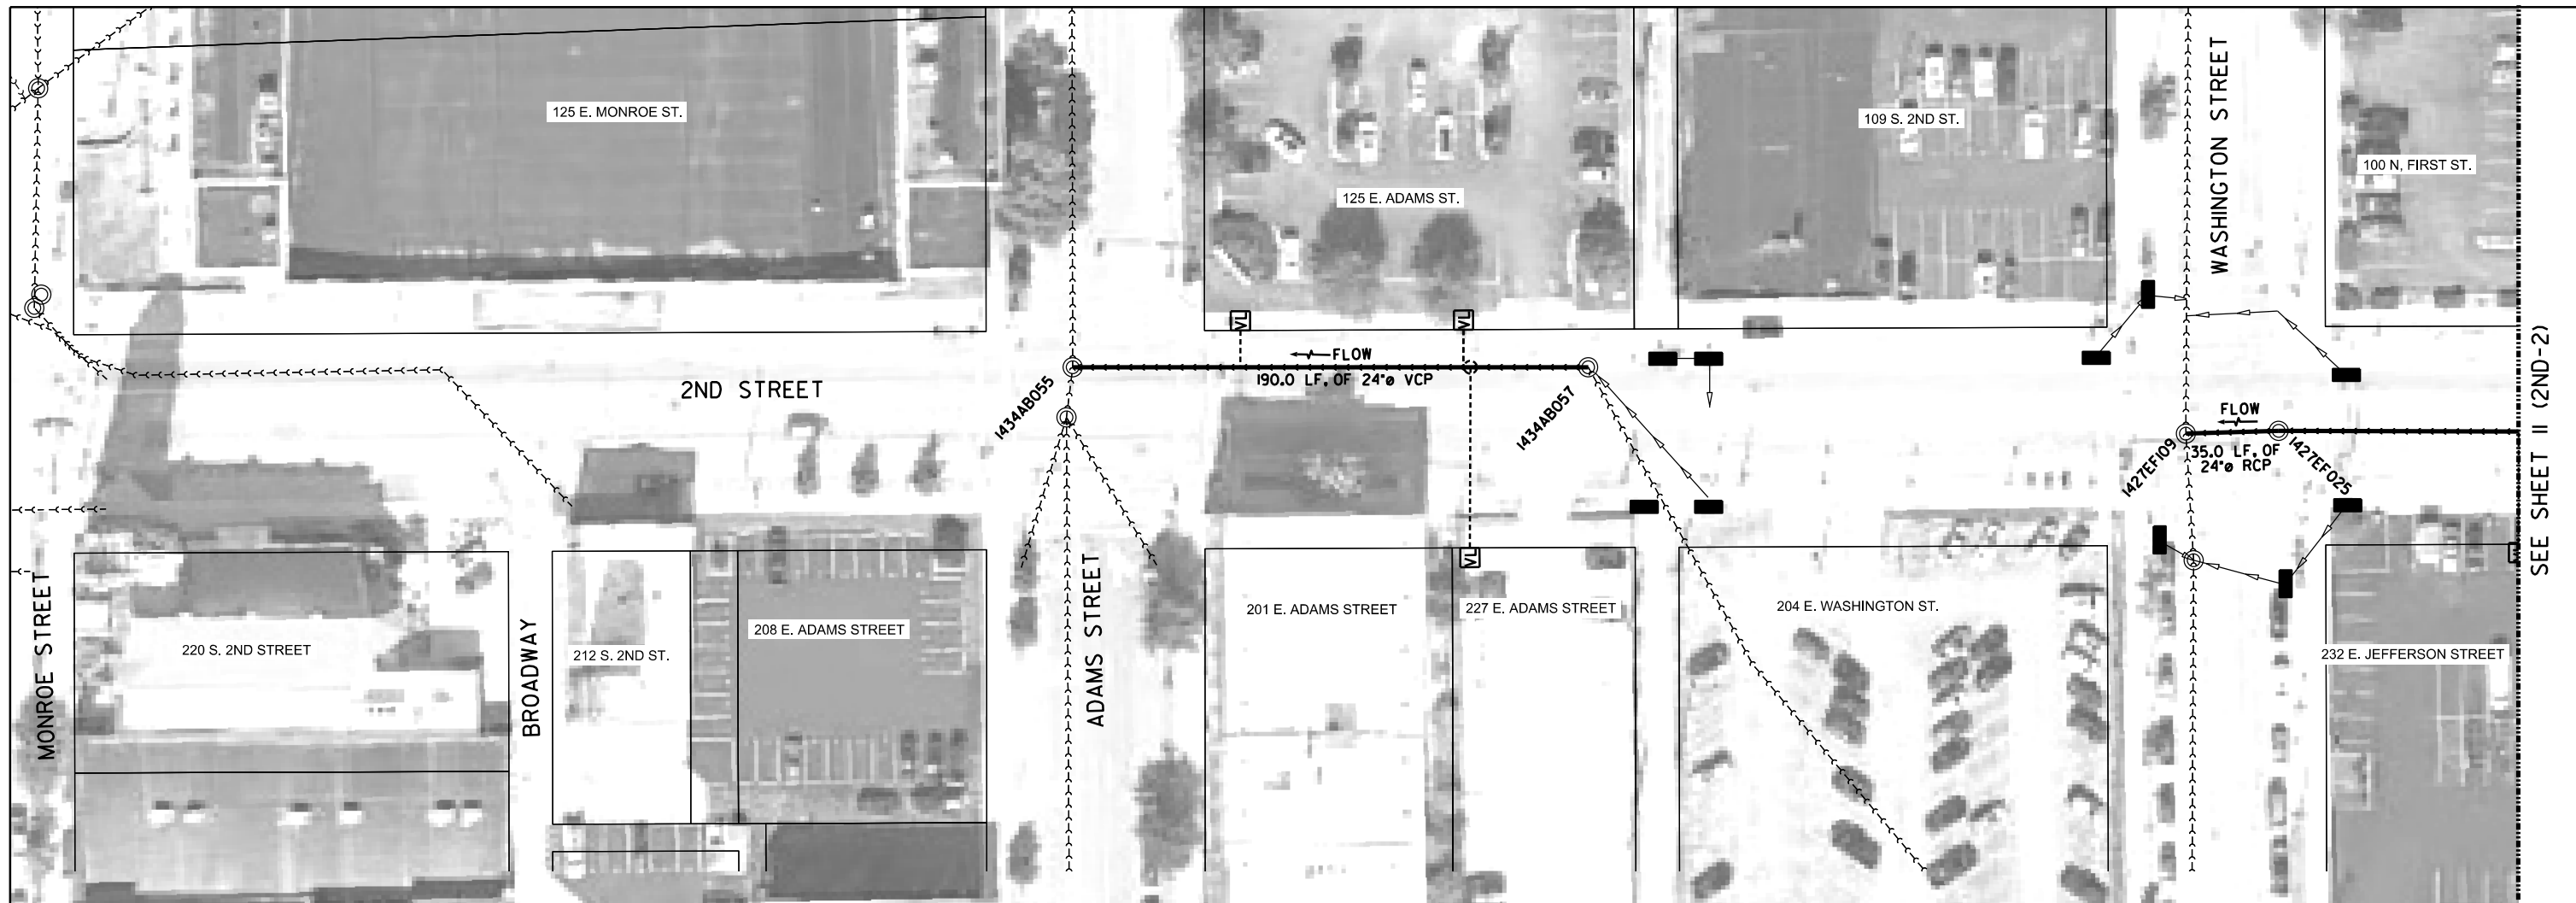 125 E. MONROE ST.
125 E. ADAMS ST.
109 S. 2ND ST.
WASHINGTON STREET
100 N, FIRST ST.
VL
VL
FLOW
190.0 LF, OF 24"ø VCP
2ND STREET
1434AB055
1434AB057
FLOW
35.0 LF, OF
24"ø RCP
1427EF109
1427EF025
SEE SHEET 11 (2ND-2)
MONROE STREET
220 S. 2ND STREET
BROADWAY
212 S. 2ND ST.
208 E. ADAMS STREET
ADAMS STREET
201 E. ADAMS STREET
VL
227 E. ADAMS STREET
204 E. WASHINGTON ST.
232 E. JEFFERSON STREET